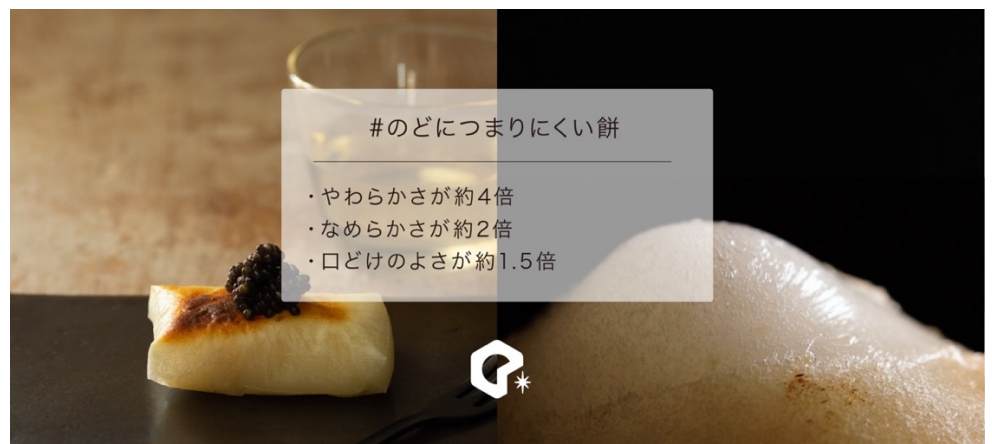 #のどにつまりにくい餅
・やわらかさが約4倍
・なめらかさが約2倍
・口どけのよさが約1.5倍